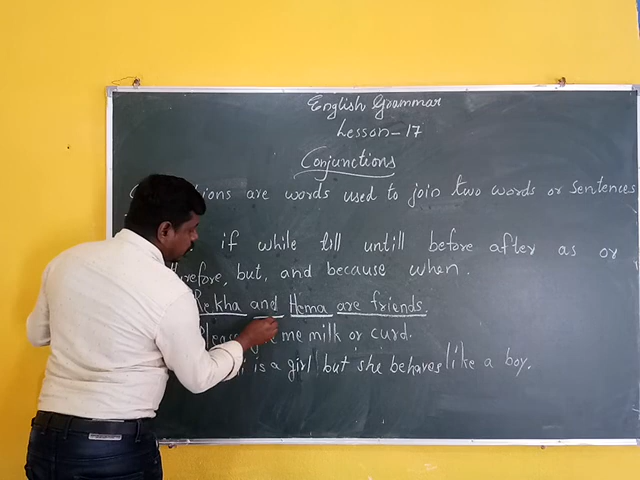 English Grammar
Lesson-17
Conjunctions
are words used to join two words or sentences
if while till untill before after as or
therefore, but, and because when.
Rekha and Hema are friends.
Please me milk or curd.
is a girl but she behaves like a boy.